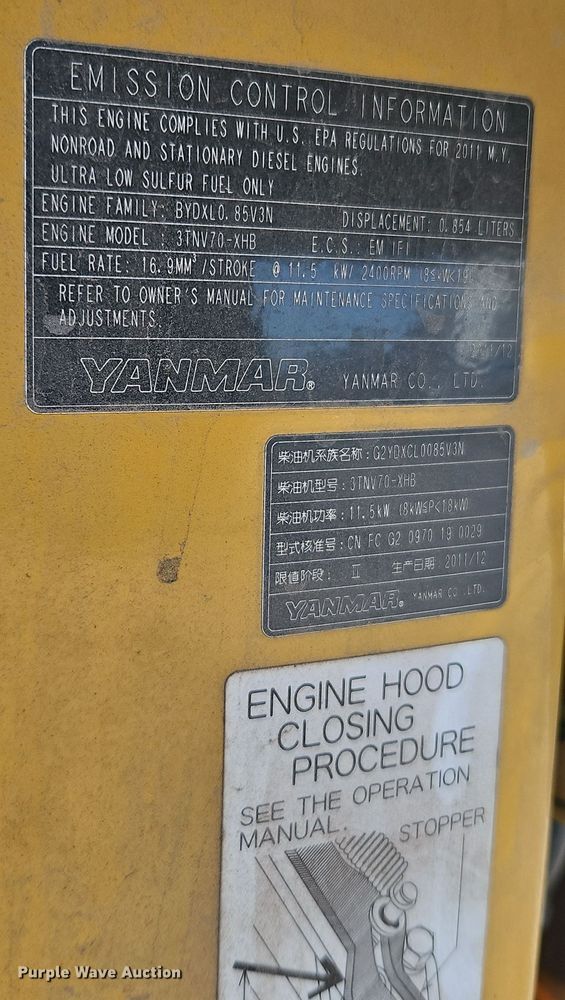 EMISSION CONTROL INFORMATION
THIS ENGINE COMPLIES WITH U.S. EPA REGULATIONS FOR 2011 M.Y.
NONROAD AND STATIONARY DIESEL ENGINES.
ULTRA LOW SULFUR FUEL ONLY
ENGINE FAMILY: BYDXL0.85V3N DISPLACEMENT: 0.854 LITERS
ENGINE MODEL : 3TNV70-XHB E.C.S.: EM IFI
FUEL RATE: 16.9MM³/STROKE @ 11.5 kW/ 2400RPM (8≤kW<19)
REFER TO OWNER'S MANUAL FOR MAINTENANCE SPECIFICATIONS AND
ADJUSTMENTS.
2011/12
YANMAR® YANMAR CO., LTD.
柴油机系族名称:G2YDXCL0085V3N
柴油机型号:3TNV70-XHB
柴油机功率:11.5kW (8kW≤P<18kW)
型式核准号:CN FC G2 0970 19 0029
限值阶段: Ⅱ 生产日期 2011/12
YANMAR® YANMAR CO.,LTD.
ENGINE HOOD
CLOSING
PROCEDURE
SEE THE OPERATION
MANUAL.
STOPPER
Purple Wave Auction